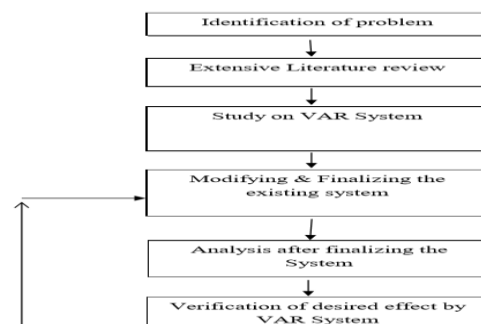 Identification of problem
Extensive Literature review
Study on VAR System
Modifying & Finalizing the
existing system
Analysis after finalizing the
System
Verification of desired effect by
VAR System